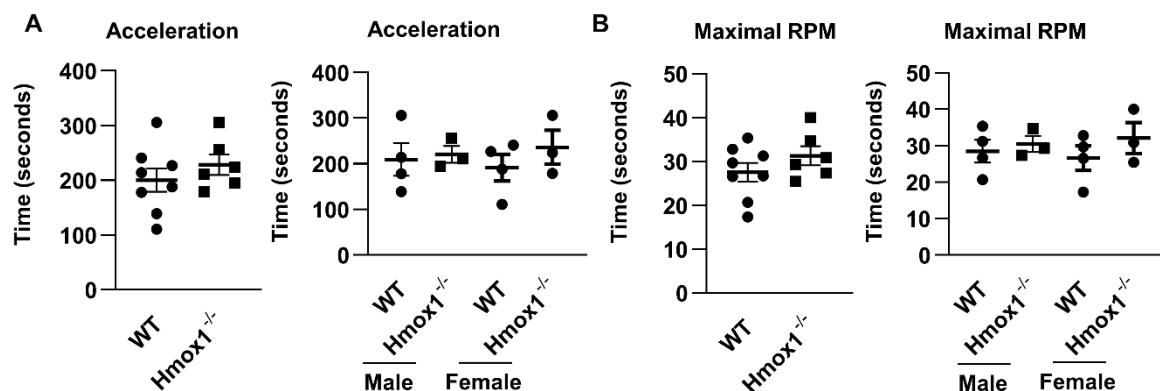 A
Acceleration
Time (seconds)
400
300
200
100
0
WT
Hmox1-/-
Acceleration
Time (seconds)
400
300
200
100
0
WT
Hmox1-/-
WT
Hmox1-/-
Male
Female
B
Maximal RPM
Time (seconds)
50
40
30
20
10
0
WT
Hmox1-/-
Maximal RPM
Time (seconds)
50
40
30
20
10
0
WT
Hmox1-/-
WT
Hmox1-/-
Male
Female